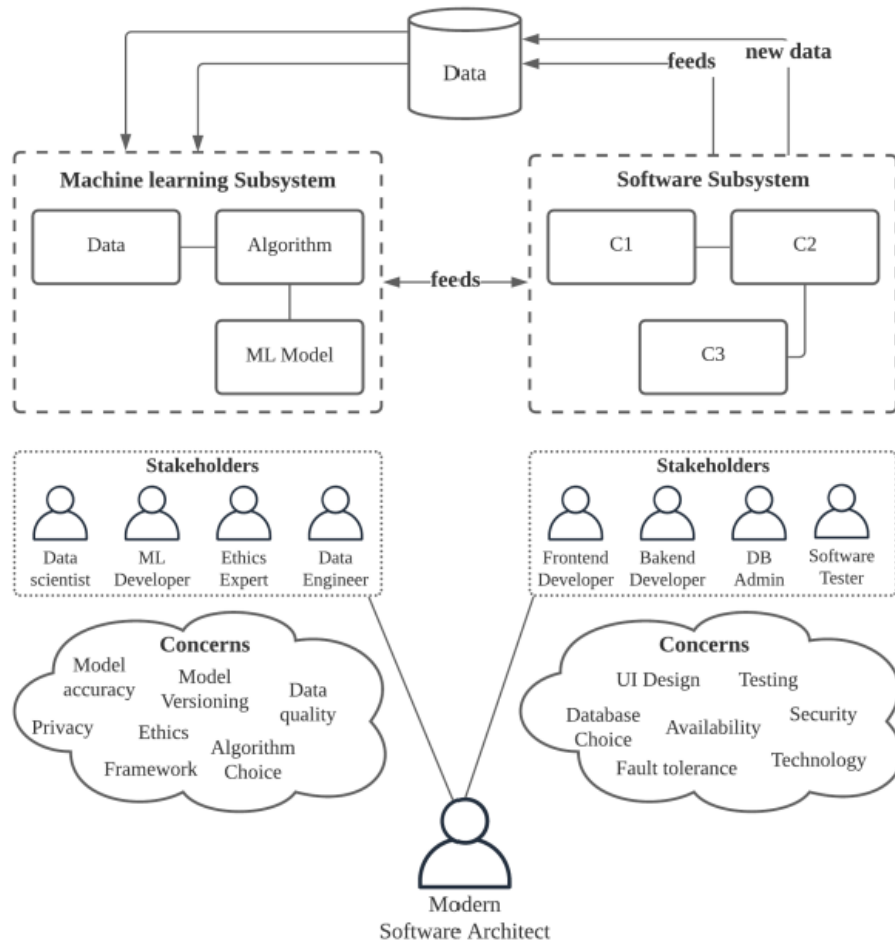 Data
feeds
new data
Machine learning Subsystem
Data
Algorithm
ML Model
feeds
Software Subsystem
C1
C2
C3
Stakeholders
Data
scientist
ML
Developer
Ethics
Expert
Data
Engineer
Stakeholders
Frontend
Developer
Bakend
Developer
DB
Admin
Software
Tester
Concerns
Model
accuracy
Model
Versioning
Data
quality
Privacy
Ethics
Algorithm
Choice
Framework
Concerns
UI Design
Testing
Database
Choice
Availability
Security
Fault tolerance
Technology
Modern
Software Architect